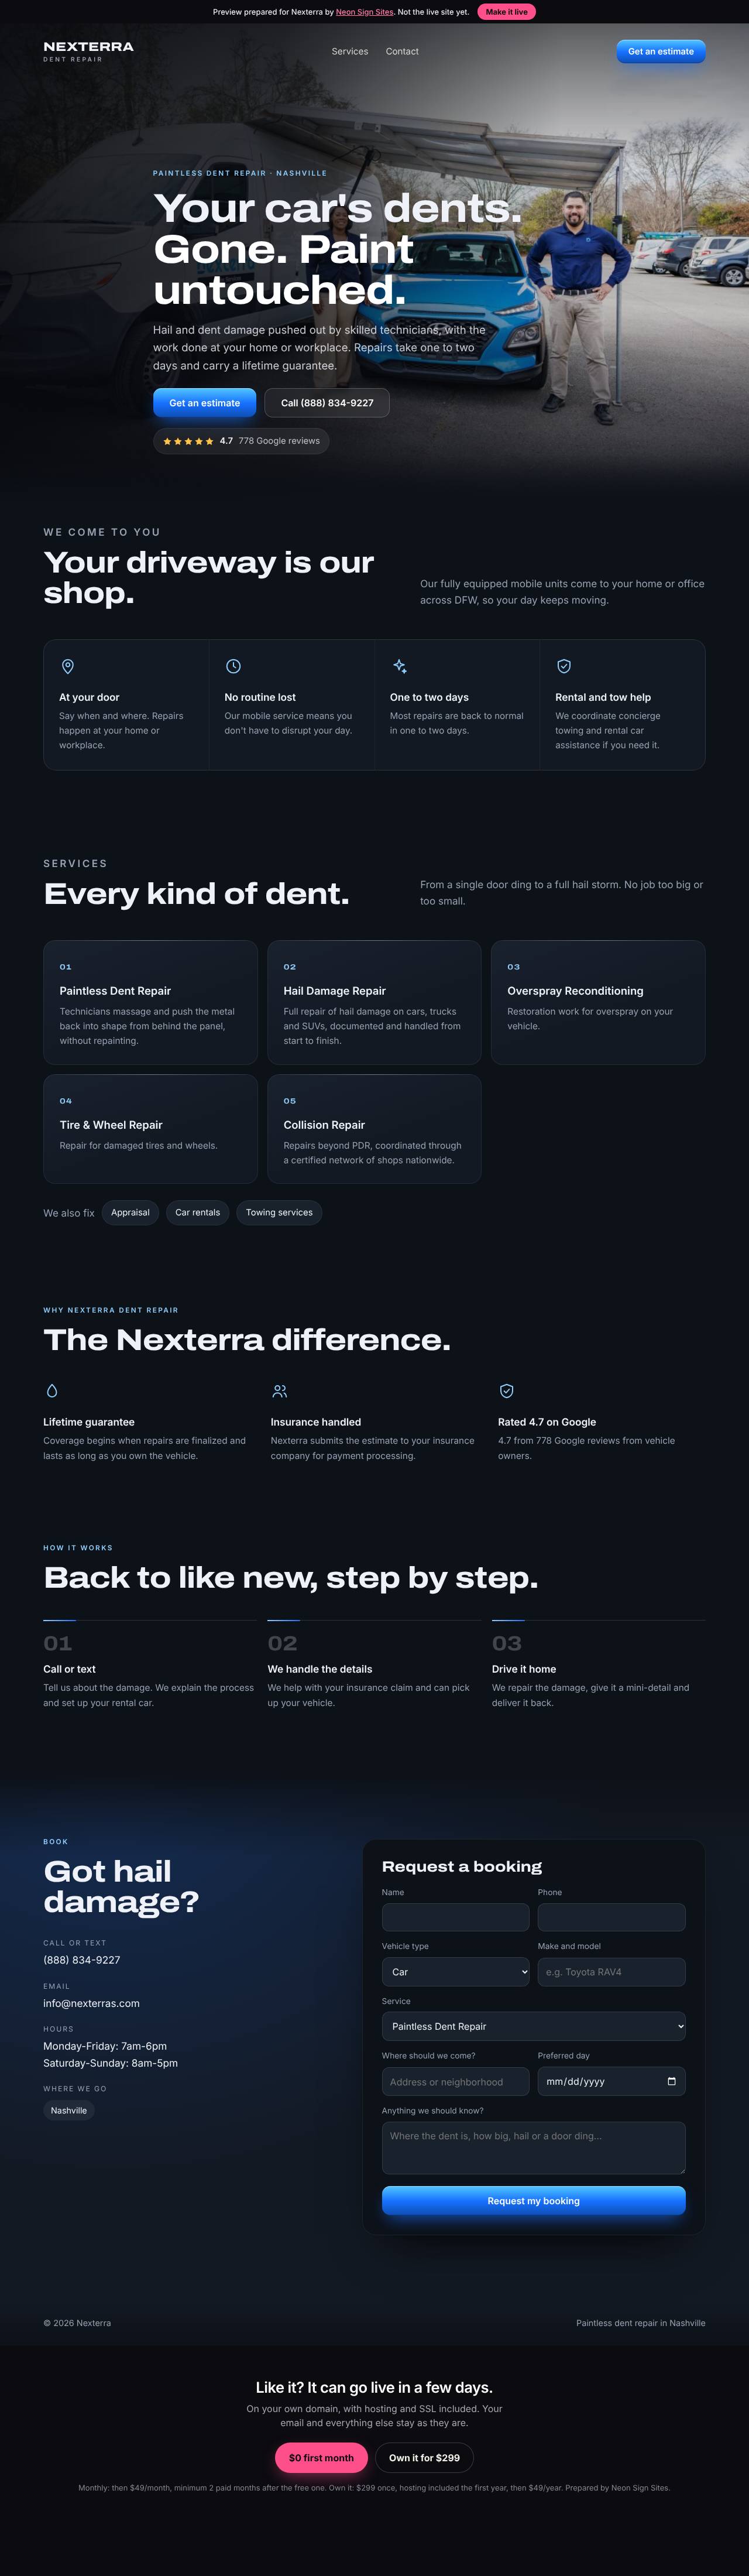 Preview prepared for Nexterra by Neon Sign Sites. Not the live site yet. Make it live
NEXTERRA
DENT REPAIR
Services Contact
Get an estimate
PAINTLESS DENT REPAIR · NASHVILLE
Your car's dents.
Gone. Paint
untouched.
Hail and dent damage pushed out by skilled technicians, with the
work done at your home or workplace. Repairs take one to two
days and carry a lifetime guarantee.
Get an estimate Call (888) 834-9227
4.7 778 Google reviews
WE COME TO YOU
Your driveway is our
shop.
Our fully equipped mobile units come to your home or office
across DFW, so your day keeps moving.
At your door
Say when and where. Repairs
happen at your home or
workplace.
No routine lost
Our mobile service means you
don't have to disrupt your day.
One to two days
Most repairs are back to normal
in one to two days.
Rental and tow help
We coordinate concierge
towing and rental car
assistance if you need it.
SERVICES
Every kind of dent.
From a single door ding to a full hail storm. No job too big or
too small.
01
Paintless Dent Repair
Technicians massage and push the metal
back into shape from behind the panel,
without repainting.
02
Hail Damage Repair
Full repair of hail damage on cars, trucks
and SUVs, documented and handled from
start to finish.
03
Overspray Reconditioning
Restoration work for overspray on your
vehicle.
04
Tire & Wheel Repair
Repair for damaged tires and wheels.
05
Collision Repair
Repairs beyond PDR, coordinated through
a certified network of shops nationwide.
We also fix Appraisal Car rentals Towing services
WHY NEXTERRA DENT REPAIR
The Nexterra difference.
Lifetime guarantee
Coverage begins when repairs are finalized and
lasts as long as you own the vehicle.
Insurance handled
Nexterra submits the estimate to your insurance
company for payment processing.
Rated 4.7 on Google
4.7 from 778 Google reviews from vehicle
owners.
HOW IT WORKS
Back to like new, step by step.
01
Call or text
Tell us about the damage. We explain the process
and set up your rental car.
02
We handle the details
We help with your insurance claim and can pick
up your vehicle.
03
Drive it home
We repair the damage, give it a mini-detail and
deliver it back.
BOOK
Got hail
damage?
CALL OR TEXT
(888) 834-9227
EMAIL
info@nexterras.com
HOURS
Monday-Friday: 7am-6pm
Saturday-Sunday: 8am-5pm
WHERE WE GO
Nashville
Request a booking
Name Phone
Vehicle type Make and model
Car e.g. Toyota RAV4
Service
Paintless Dent Repair
Where should we come? Preferred day
Address or neighborhood mm/dd/yyyy
Anything we should know?
Where the dent is, how big, hail or a door ding...
Request my booking
© 2026 Nexterra
Paintless dent repair in Nashville
Like it? It can go live in a few days.
On your own domain, with hosting and SSL included. Your
email and everything else stay as they are.
$0 first month Own it for $299
Monthly: then $49/month, minimum 2 paid months after the free one. Own it: $299 once, hosting included the first year, then $49/year. Prepared by Neon Sign Sites.